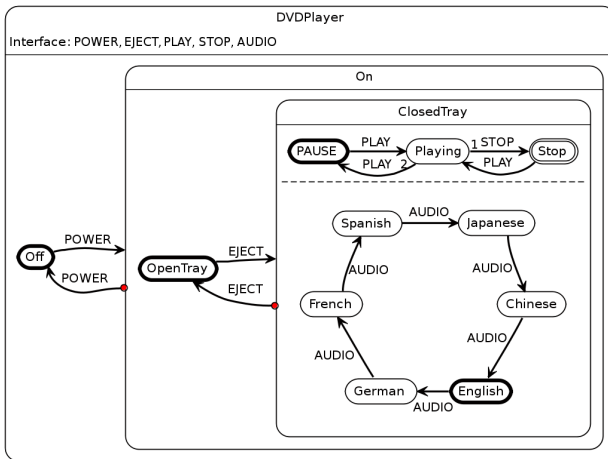 DVDPlayer
Interface: POWER, EJECT, PLAY, STOP, AUDIO
On
ClosedTray
PAUSE
PLAY
Playing
1
STOP
Stop
PLAY
2
PLAY
Spanish
AUDIO
Japanese
POWER
Off
POWER
EJECT
OpenTray
EJECT
AUDIO
AUDIO
French
Chinese
AUDIO
AUDIO
German
AUDIO
English